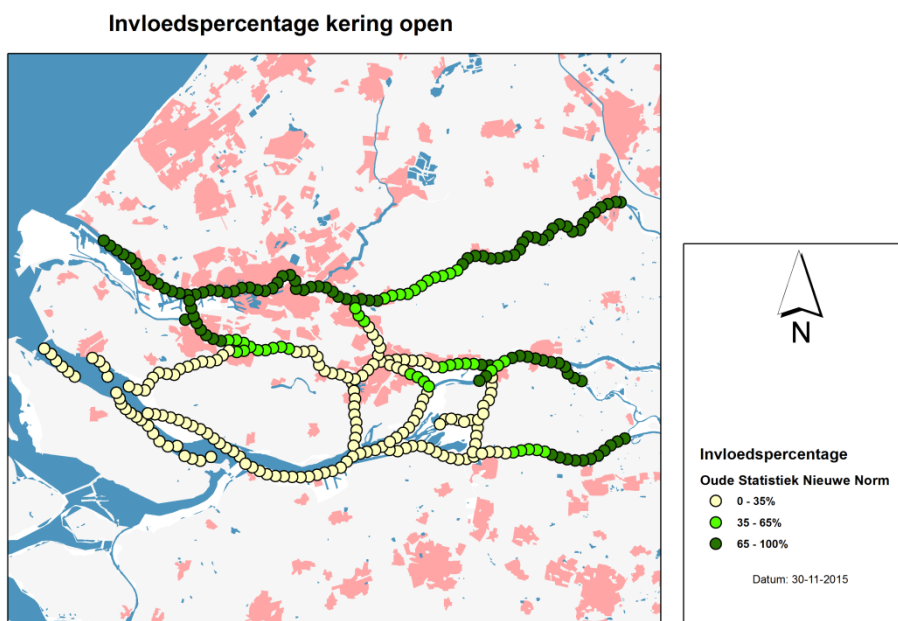 Invloedspercentage kering open
N
Invloedspercentage
Oude Statistiek Nieuwe Norm
0 - 35%
35 - 65%
65 - 100%
Datum: 30-11-2015